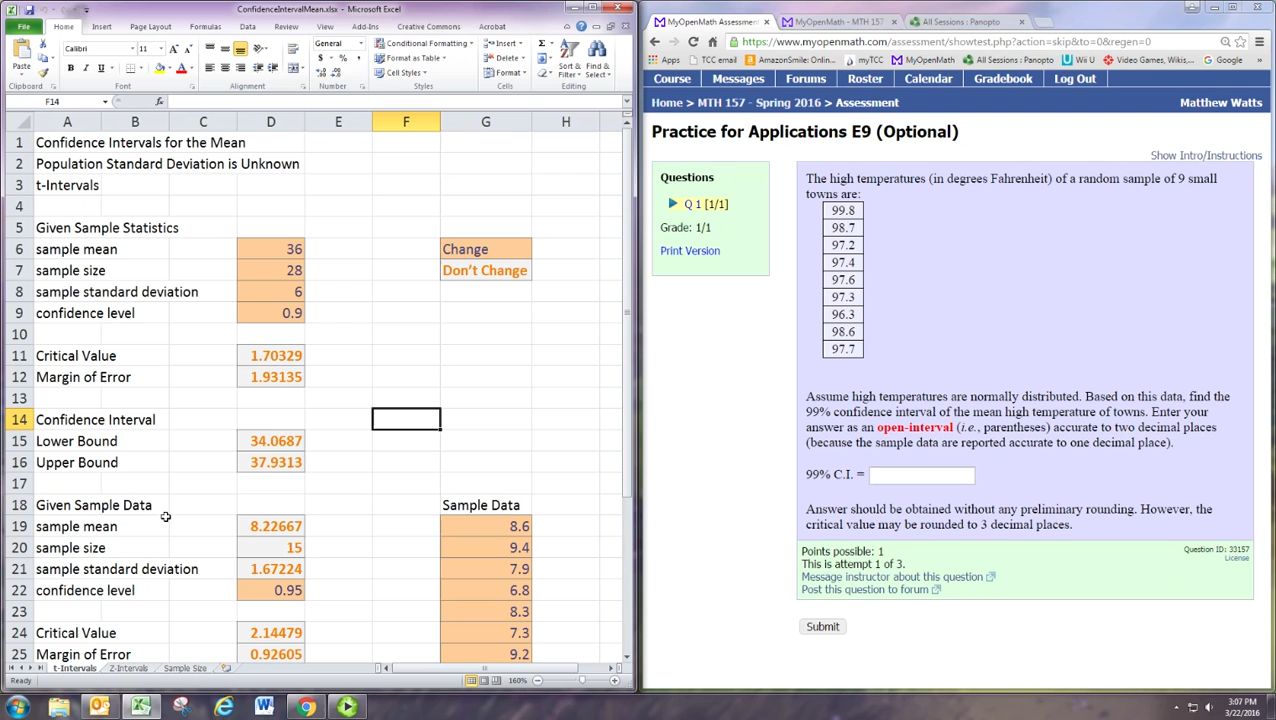 ConfidenceIntervalMean.xlsx - Microsoft Excel
File Home Insert Page Layout Formulas Data Review View Add-Ins Foxit PDF Acrobat
Paste
Calibri 11
General
Conditional Formatting
Format as Table
Cell Styles
Insert
Delete
Format
Sort & Filter
Find & Select
Clipboard Font Alignment Number Styles Cells Editing
F14 fx
A B C D E F G H
1 Confidence Intervals for the Mean
2 Population Standard Deviation is Unknown
3 t-Intervals
4
5 Given Sample Statistics
6 sample mean 36 Change
7 sample size 28 Don't Change
8 sample standard deviation 6
9 confidence level 0.9
10
11 Critical Value 1.70329
12 Margin of Error 1.93135
13
14 Confidence Interval
15 Lower Bound 34.0687
16 Upper Bound 37.9313
17
18 Given Sample Data Sample Data
19 sample mean 8.22667 8.6
20 sample size 15 9.4
21 sample standard deviation 1.67224 7.9
22 confidence level 0.95 6.8
23 8.3
24 Critical Value 2.14479 7.3
25 Margin of Error 0.92605 9.2
t-Intervals Z-Intervals Sample Size
Ready 160%
MyOpenMath Assessmen MyOpenMath - MTH 157 All Sessions : Panopto
https://www.myopenmath.com/assessment/showtest.php?action=skip&to=0&regen=0
Apps TCC email AmazonSmile: Onlin... myTCC MyOpenMath Wii U Video Games, Wikis,... Google
Course Messages Forums Roster Calendar Gradebook Log Out
Home > MTH 157 - Spring 2016 > Assessment Matthew Watts
Practice for Applications E9 (Optional)
Show Intro/Instructions
Questions
Q 1 [1/1]
Grade: 1/1
Print Version
The high temperatures (in degrees Fahrenheit) of a random sample of 9 small
towns are:
99.8
98.7
97.2
97.4
97.6
97.3
96.3
98.6
97.7
Assume high temperatures are normally distributed. Based on this data, find the
99% confidence interval of the mean high temperature of towns. Enter your
answer as an open-interval (i.e., parentheses) accurate to two decimal places
(because the sample data are reported accurate to one decimal place).
99% C.I. =
Answer should be obtained without any preliminary rounding. However, the
critical value may be rounded to 3 decimal places.
Points possible: 1
This is attempt 1 of 3.
Message instructor about this question
Post this question to forum
Question ID: 33157
License
Submit
3:07 PM
3/22/2016